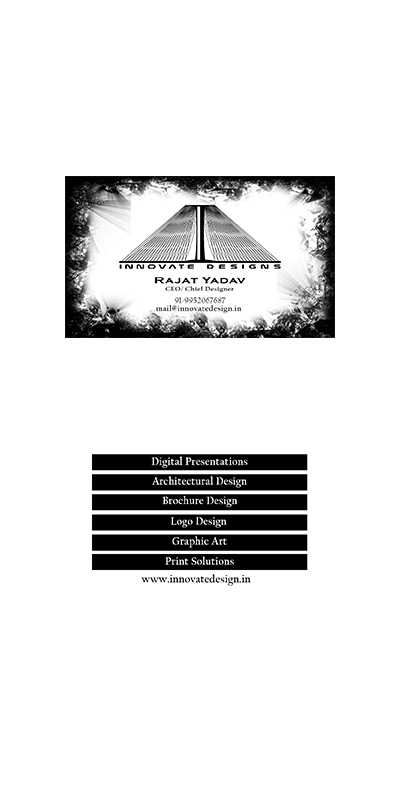 INNOVATE DESIGNS
Rajat Yadav
CEO/ Chief Designer
91-9952067687
mail@innovatedesign.in
Digital Presentations
Architectural Design
Brochure Design
Logo Design
Graphic Art
Print Solutions
www.innovatedesign.in